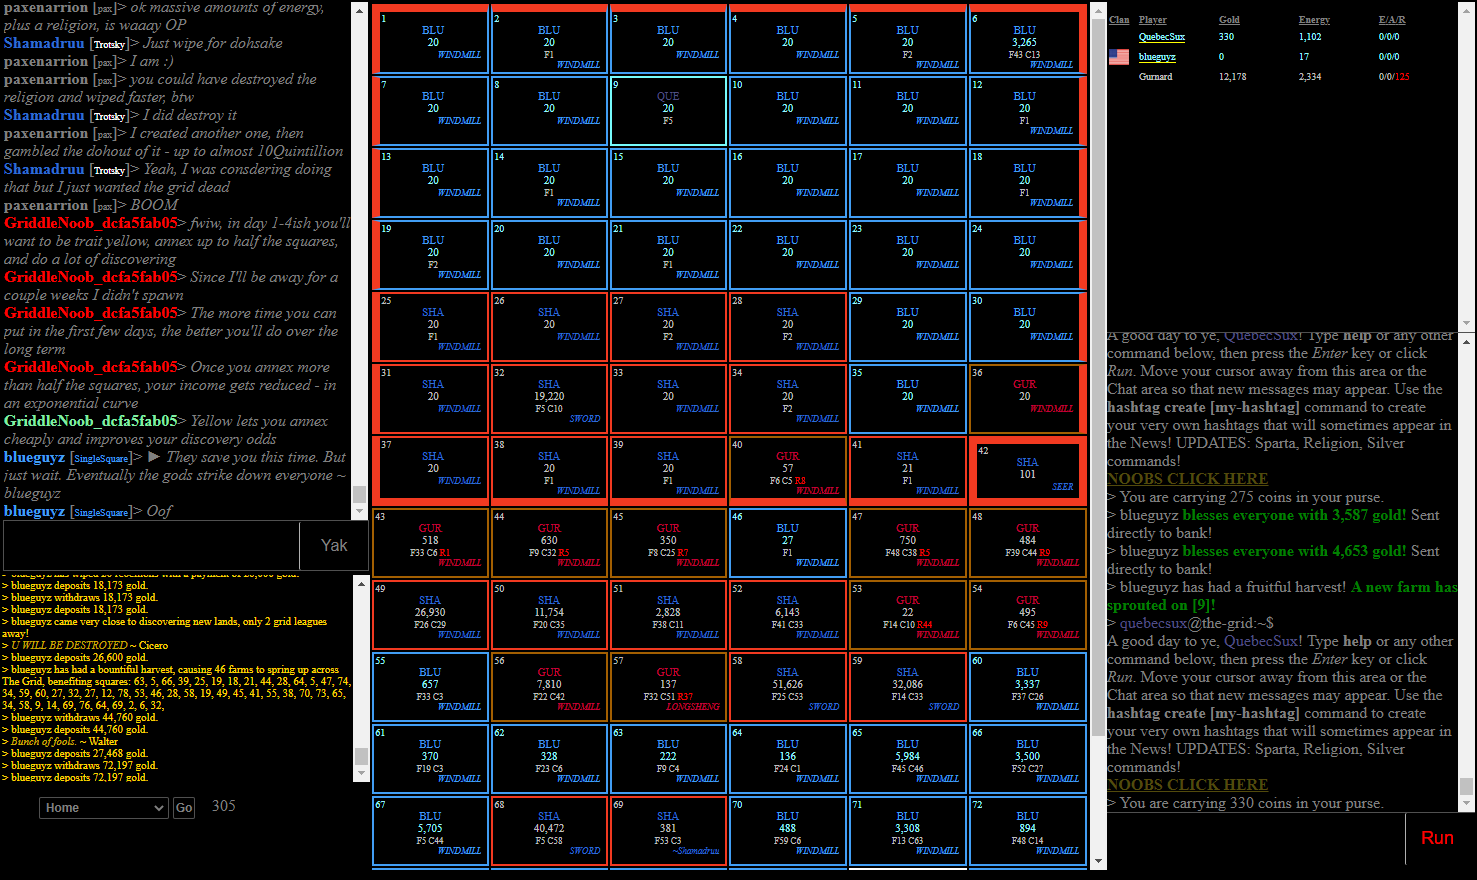 paxenarrion [pax]> ok massive amounts of energy,
plus a religion, is waaay OP
Shamadruu [Trotsky]> Just wipe for dohsake
paxenarrion [pax]> I am :)
paxenarrion [pax]> you could have destroyed the
religion and wiped faster, btw
Shamadruu [Trotsky]> I did destroy it
paxenarrion [pax]> I created another one, then
gambled the dohout of it - up to almost 10Quintillion
Shamadruu [Trotsky]> Yeah, I was consdering doing
that but I just wanted the grid dead
paxenarrion [pax]> BOOM
GriddleNoob_dcfa5fab05> fwiw, in day 1-4ish you'll
want to be trait yellow, annex up to half the squares,
and do a lot of discovering
GriddleNoob_dcfa5fab05> Since I'll be away for a
couple weeks I didn't spawn
GriddleNoob_dcfa5fab05> The more time you can
put in the first few days, the better you'll do over the
long term
GriddleNoob_dcfa5fab05> Once you annex
more than half the squares, your income gets reduced - in
an exponential curve
GriddleNoob_dcfa5fab05> Yellow lets you annex
cheaply and improves your discovery odds
blueguyz [SingleSquare]> ► They save you this time. But
just wait. Eventually the gods strike down everyone ~
blueguyz
blueguyz [SingleSquare]> Oof
Yak
> blueguyz deposits 18,173 gold.
> blueguyz withdraws 18,173 gold.
> blueguyz deposits 18,173 gold.
> blueguyz came very close to discovering new lands, only 2 grid leagues
away!
> U WILL BE DESTROYED ~ Cicero
> blueguyz deposits 26,600 gold.
> blueguyz has had a bountiful harvest, causing 46 farms to spring up across
The Grid, benefiting squares: 63, 5, 66, 39, 25, 19, 18, 21, 44, 28, 64, 5, 47, 74,
34, 59, 60, 27, 32, 27, 12, 78, 53, 46, 28, 58, 19, 49, 45, 41, 55, 38, 70, 73, 65,
34, 58, 9, 14, 69, 76, 64, 69, 2, 6, 32,
> blueguyz withdraws 44,760 gold.
> blueguyz deposits 44,760 gold.
> Bunch of fools. ~ Walter
> blueguyz deposits 27,468 gold.
> blueguyz withdraws 72,197 gold.
> blueguyz deposits 72,197 gold.
Home Go 305
1 BLU 20 WINDMILL
2 BLU 20 F1 WINDMILL
3 BLU 20 WINDMILL
4 BLU 20 WINDMILL
5 BLU 20 F2 WINDMILL
6 BLU 3,265 F43 C13 WINDMILL
7 BLU 20 WINDMILL
8 BLU 20 WINDMILL
9 QUE 20 F5
10 BLU 20 WINDMILL
11 BLU 20 WINDMILL
12 BLU 20 F1 WINDMILL
13 BLU 20 WINDMILL
14 BLU 20 F1 WINDMILL
15 BLU 20 WINDMILL
16 BLU 20 WINDMILL
17 BLU 20 WINDMILL
18 BLU 20 F1 WINDMILL
19 BLU 20 F2 WINDMILL
20 BLU 20 WINDMILL
21 BLU 20 F1 WINDMILL
22 BLU 20 WINDMILL
23 BLU 20 WINDMILL
24 BLU 20 WINDMILL
25 SHA 20 F1 WINDMILL
26 SHA 20 WINDMILL
27 SHA 20 F2 WINDMILL
28 SHA 20 F2 WINDMILL
29 BLU 20 WINDMILL
30 BLU 20 WINDMILL
31 SHA 20 WINDMILL
32 SHA 19,220 F5 C10 SWORD
33 SHA 20 WINDMILL
34 SHA 20 F2 WINDMILL
35 BLU 20 WINDMILL
36 GUR 20 WINDMILL
37 SHA 20 WINDMILL
38 SHA 20 F1 WINDMILL
39 SHA 20 F1 WINDMILL
40 GUR 57 F6 C5 R8 WINDMILL
41 SHA 21 F1 WINDMILL
42 SHA 101 SEER
43 GUR 518 F33 C6 R1 WINDMILL
44 GUR 630 F9 C32 R5 WINDMILL
45 GUR 350 F8 C25 R7 WINDMILL
46 BLU 27 F1 WINDMILL
47 GUR 750 F48 C38 R5 WINDMILL
48 GUR 484 F39 C44 R9 WINDMILL
49 SHA 26,930 F26 C29 WINDMILL
50 SHA 11,754 F20 C35 WINDMILL
51 SHA 2,828 F38 C11 WINDMILL
52 SHA 6,143 F41 C33 WINDMILL
53 GUR 22 F14 C10 R44 WINDMILL
54 GUR 495 F6 C45 R9 WINDMILL
55 BLU 657 F33 C3 WINDMILL
56 GUR 7,810 F22 C42 WINDMILL
57 GUR 137 F32 C51 R37 LONGSHENG
58 SHA 51,626 F25 C53 SWORD
59 SHA 32,086 F14 C33 SWORD
60 BLU 3,337 F37 C26 WINDMILL
61 BLU 370 F19 C3 WINDMILL
62 BLU 328 F23 C6 WINDMILL
63 BLU 222 F9 C4 WINDMILL
64 BLU 136 F24 C1 WINDMILL
65 BLU 5,984 F45 C46 WINDMILL
66 BLU 3,500 F52 C27 WINDMILL
67 BLU 5,705 F5 C44 WINDMILL
68 SHA 40,472 F5 C58 SWORD
69 SHA 381 F53 C3 ~Shamadruu
70 BLU 488 F59 C6 WINDMILL
71 BLU 3,308 F13 C63 WINDMILL
72 BLU 894 F48 C14 WINDMILL
Clan Player Gold Energy E/A/R
QuebecSux 330 1,102 0/0/0
blueguyz 0 17 0/0/0
Gurnard 12,178 2,334 0/0/125
A good day to ye, QuebecSux! Type help or any other
command below, then press the Enter key or click
Run. Move your cursor away from this area or the
Chat area so that new messages may appear. Use the
hashtag create [my-hashtag] command to create
your very own hashtags that will sometimes appear in
the News! UPDATES: Sparta, Religion, Silver
commands!
NOOBS CLICK HERE
> You are carrying 275 coins in your purse.
> blueguyz blesses everyone with 3,587 gold! Sent
directly to bank!
> blueguyz blesses everyone with 4,653 gold! Sent
directly to bank!
> blueguyz has had a fruitful harvest! A new farm has
sprouted on [9]!
> quebecsux@the-grid:~$
A good day to ye, QuebecSux! Type help or any other
command below, then press the Enter key or click
Run. Move your cursor away from this area or the
Chat area so that new messages may appear. Use the
hashtag create [my-hashtag] command to create
your very own hashtags that will sometimes appear in
the News! UPDATES: Sparta, Religion, Silver
commands!
NOOBS CLICK HERE
> You are carrying 330 coins in your purse.
Run